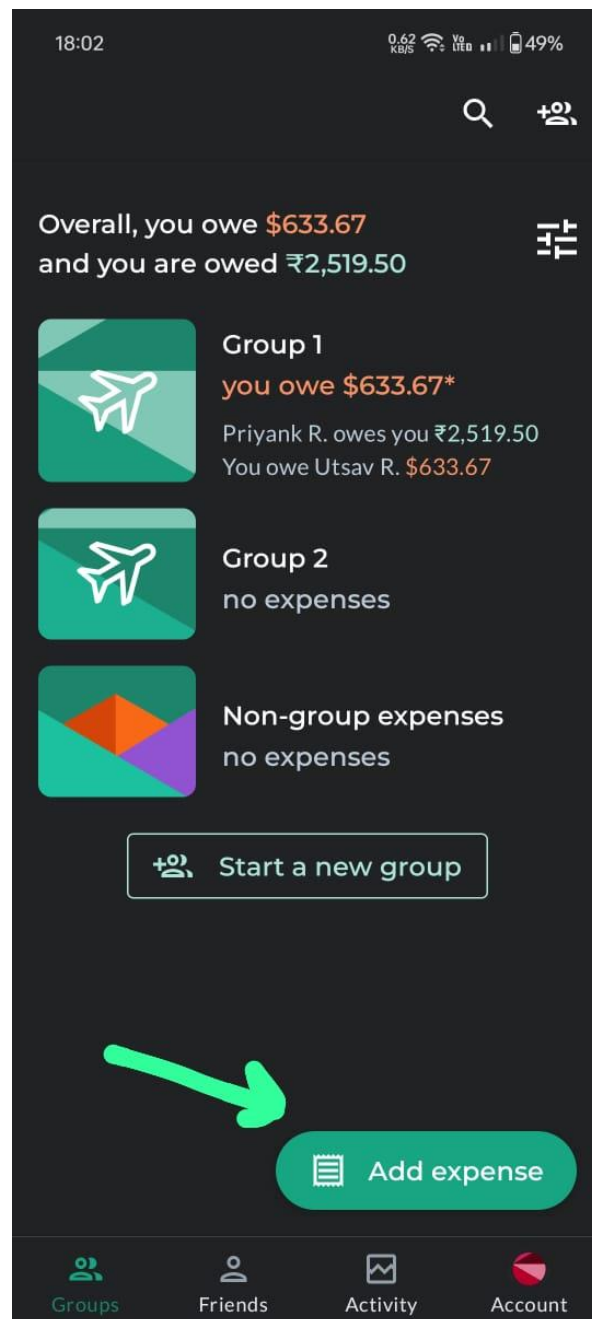 18:02
0.62 KB/S Vo LTED 49%
Overall, you owe $633.67
and you are owed ₹2,519.50
Group 1
you owe $633.67*
Priyank R. owes you ₹2,519.50
You owe Utsav R. $633.67
Group 2
no expenses
Non-group expenses
no expenses
Start a new group
Add expense
Groups Friends Activity Account